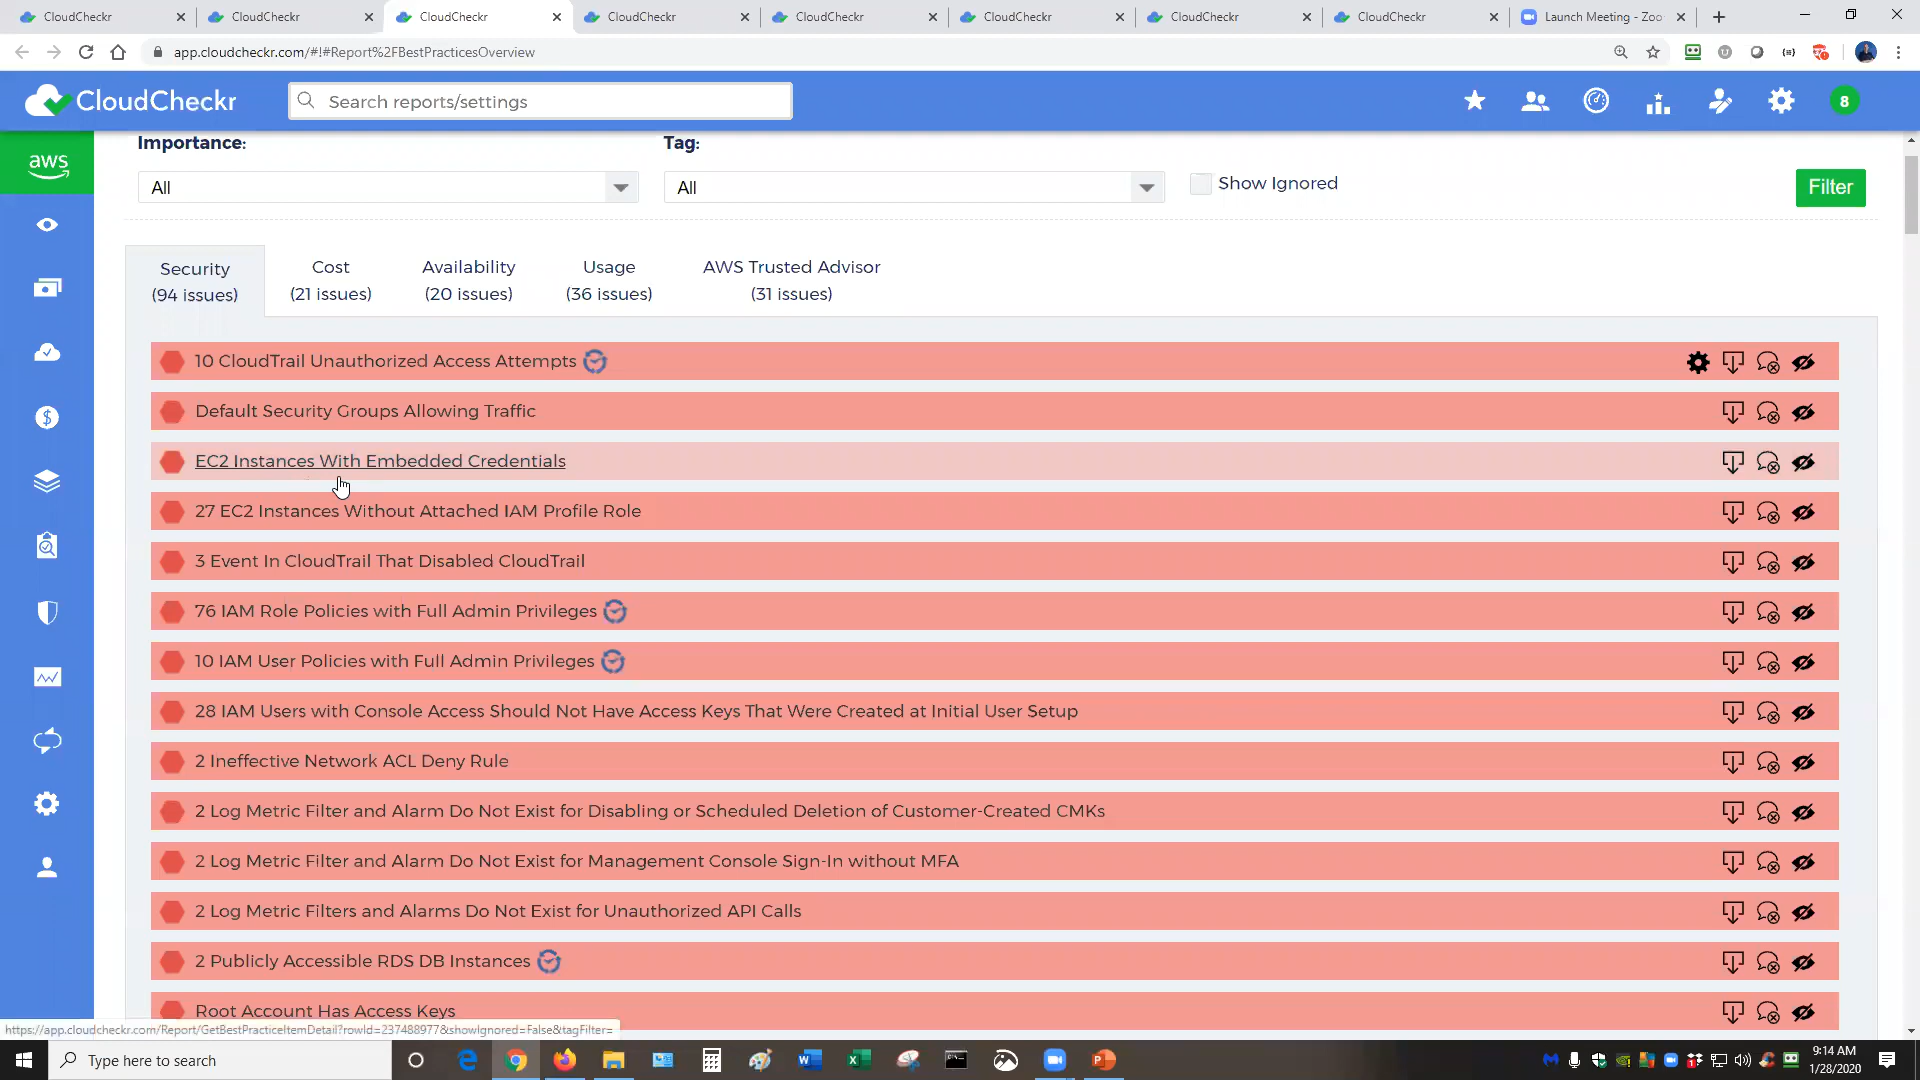 CloudCheckr
CloudCheckr
CloudCheckr
CloudCheckr
CloudCheckr
CloudCheckr
CloudCheckr
CloudCheckr
Launch Meeting - Zoo
app.cloudcheckr.com/#!#Report%2FBestPracticesOverview
CloudCheckr
Search reports/settings
8
aws
Importance:
Tag:
All
All
Show Ignored
Filter
Security
(94 issues)
Cost
(21 issues)
Availability
(20 issues)
Usage
(36 issues)
AWS Trusted Advisor
(31 issues)
10 CloudTrail Unauthorized Access Attempts
Default Security Groups Allowing Traffic
EC2 Instances With Embedded Credentials
27 EC2 Instances Without Attached IAM Profile Role
3 Event In CloudTrail That Disabled CloudTrail
76 IAM Role Policies with Full Admin Privileges
10 IAM User Policies with Full Admin Privileges
28 IAM Users with Console Access Should Not Have Access Keys That Were Created at Initial User Setup
2 Ineffective Network ACL Deny Rule
2 Log Metric Filter and Alarm Do Not Exist for Disabling or Scheduled Deletion of Customer-Created CMKs
2 Log Metric Filter and Alarm Do Not Exist for Management Console Sign-In without MFA
2 Log Metric Filters and Alarms Do Not Exist for Unauthorized API Calls
2 Publicly Accessible RDS DB Instances
Root Account Has Access Keys
https://app.cloudcheckr.com/Report/GetBestPracticeItemDetail?rowId=237488977&showIgnored=False&tagFilter=
Type here to search
9:14 AM
1/28/2020